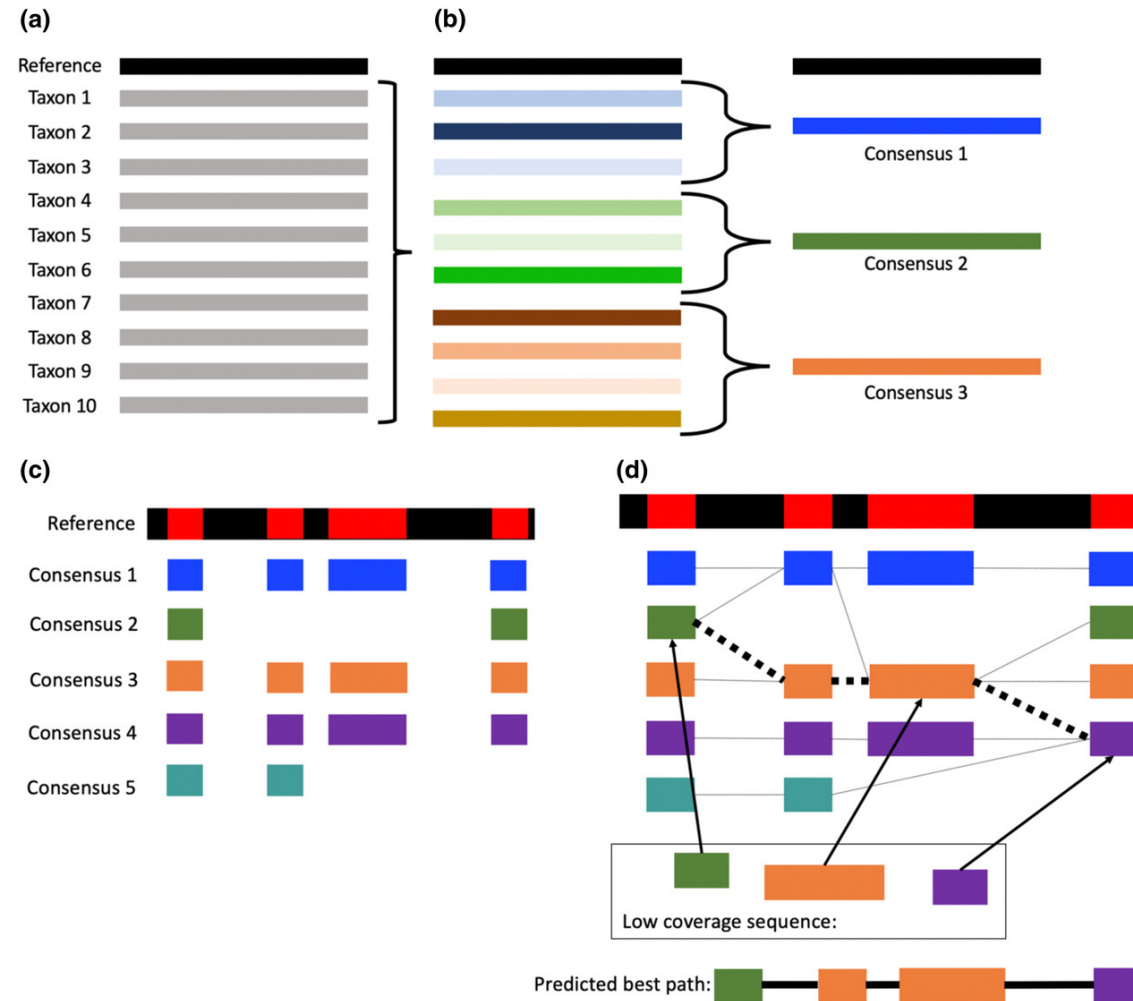 (a)
(b)
Reference
Taxon 1
Taxon 2
Taxon 3
Taxon 4
Taxon 5
Taxon 6
Taxon 7
Taxon 8
Taxon 9
Taxon 10
Consensus 1
Consensus 2
Consensus 3
(c)
Reference
Consensus 1
Consensus 2
Consensus 3
Consensus 4
Consensus 5
(d)
Low coverage sequence:
Predicted best path: